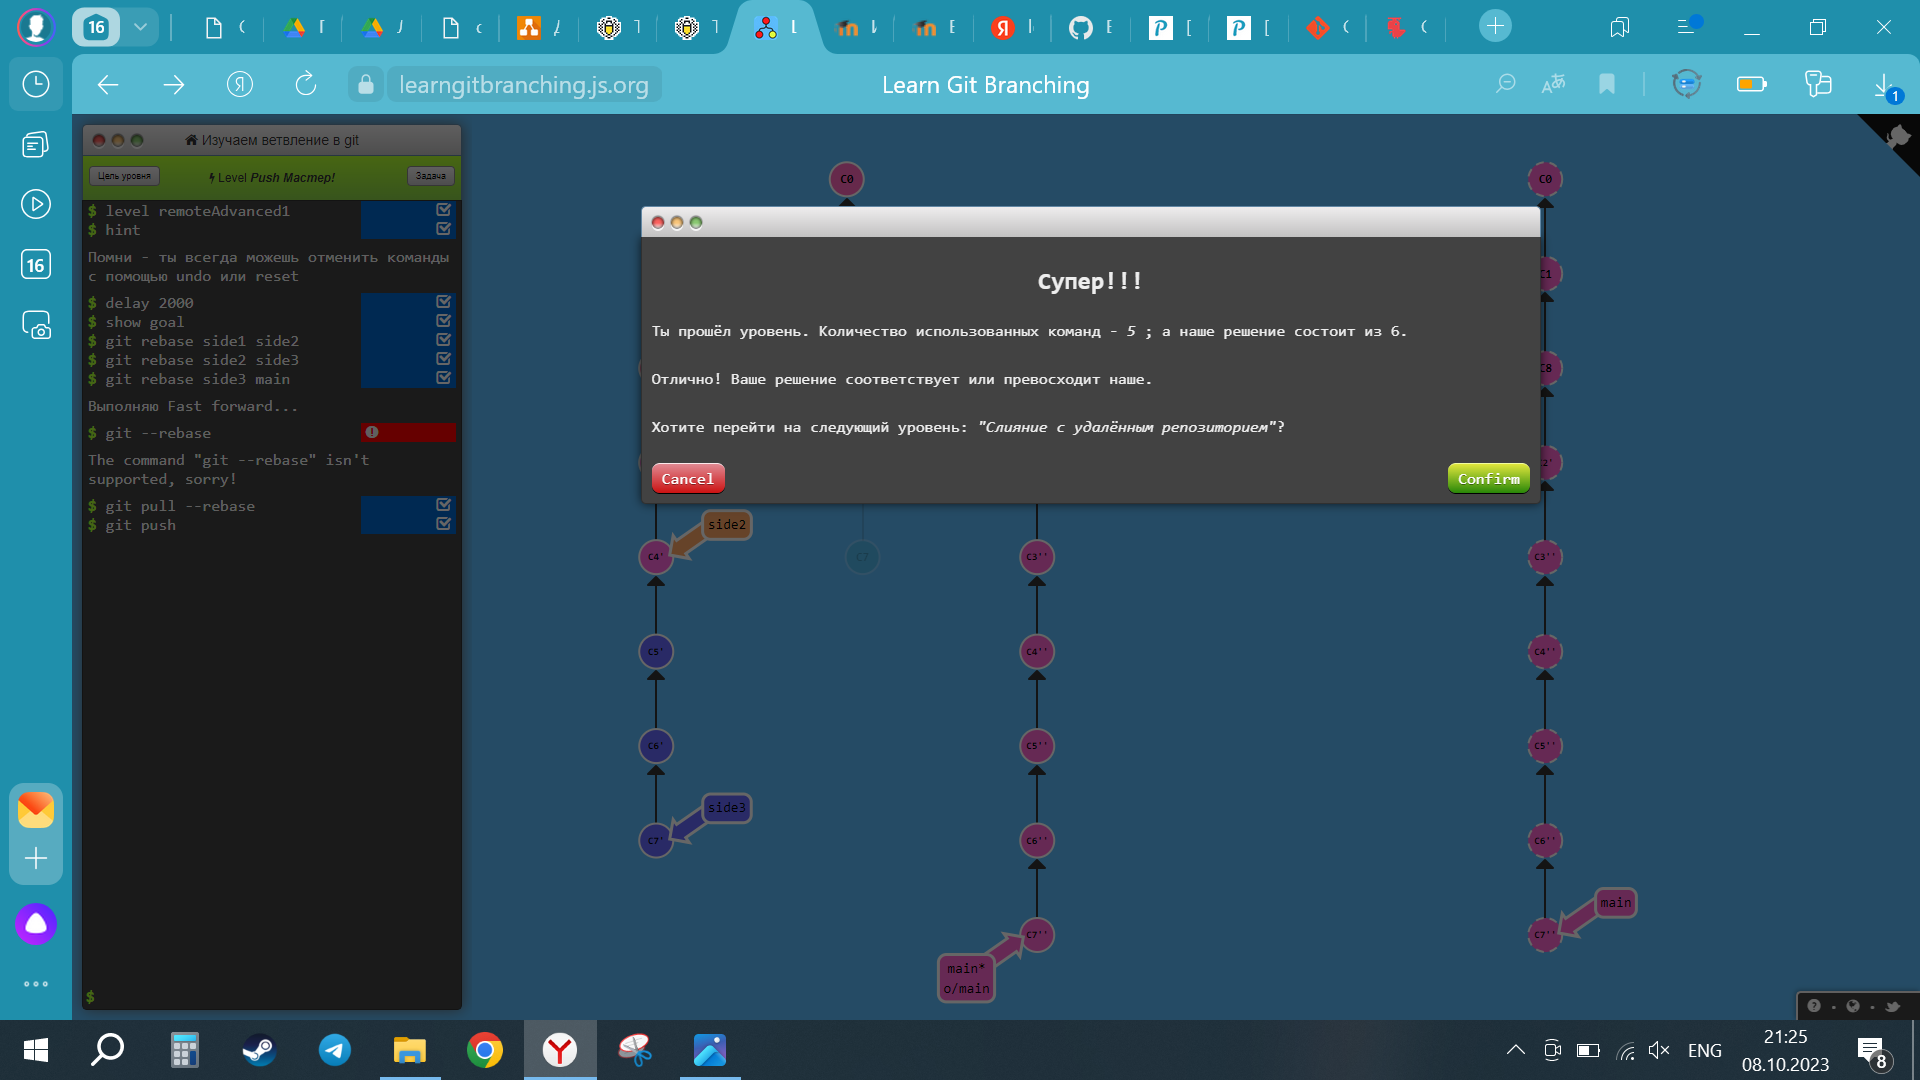 16
learngitbranching.js.org
Learn Git Branching
1
16
Изучаем ветвление в git
Цель уровня
Level Push Мастер!
Задача
$ level remoteAdvanced1
$ hint
Помни - ты всегда можешь отменить команды
с помощью undo или reset
$ delay 2000
$ show goal
$ git rebase side1 side2
$ git rebase side2 side3
$ git rebase side3 main
Выполняю Fast forward...
$ git --rebase
The command "git --rebase" isn't
supported, sorry!
$ git pull --rebase
$ git push
$
C0
C0
Супер!!!
Ты прошёл уровень. Количество использованных команд - 5 ; а наше решение состоит из 6.
Отлично! Ваше решение соответствует или превосходит наше.
Хотите перейти на следующий уровень: "Слияние с удалённым репозиторием"?
Cancel
Confirm
C1
C8
C2'
side2
C4'
C7
C3''
C3''
C5'
C4''
C4''
C6'
C5''
C5''
side3
C7'
C6''
C6''
main
C7''
C7''
main*
o/main
ENG
21:25
08.10.2023
8